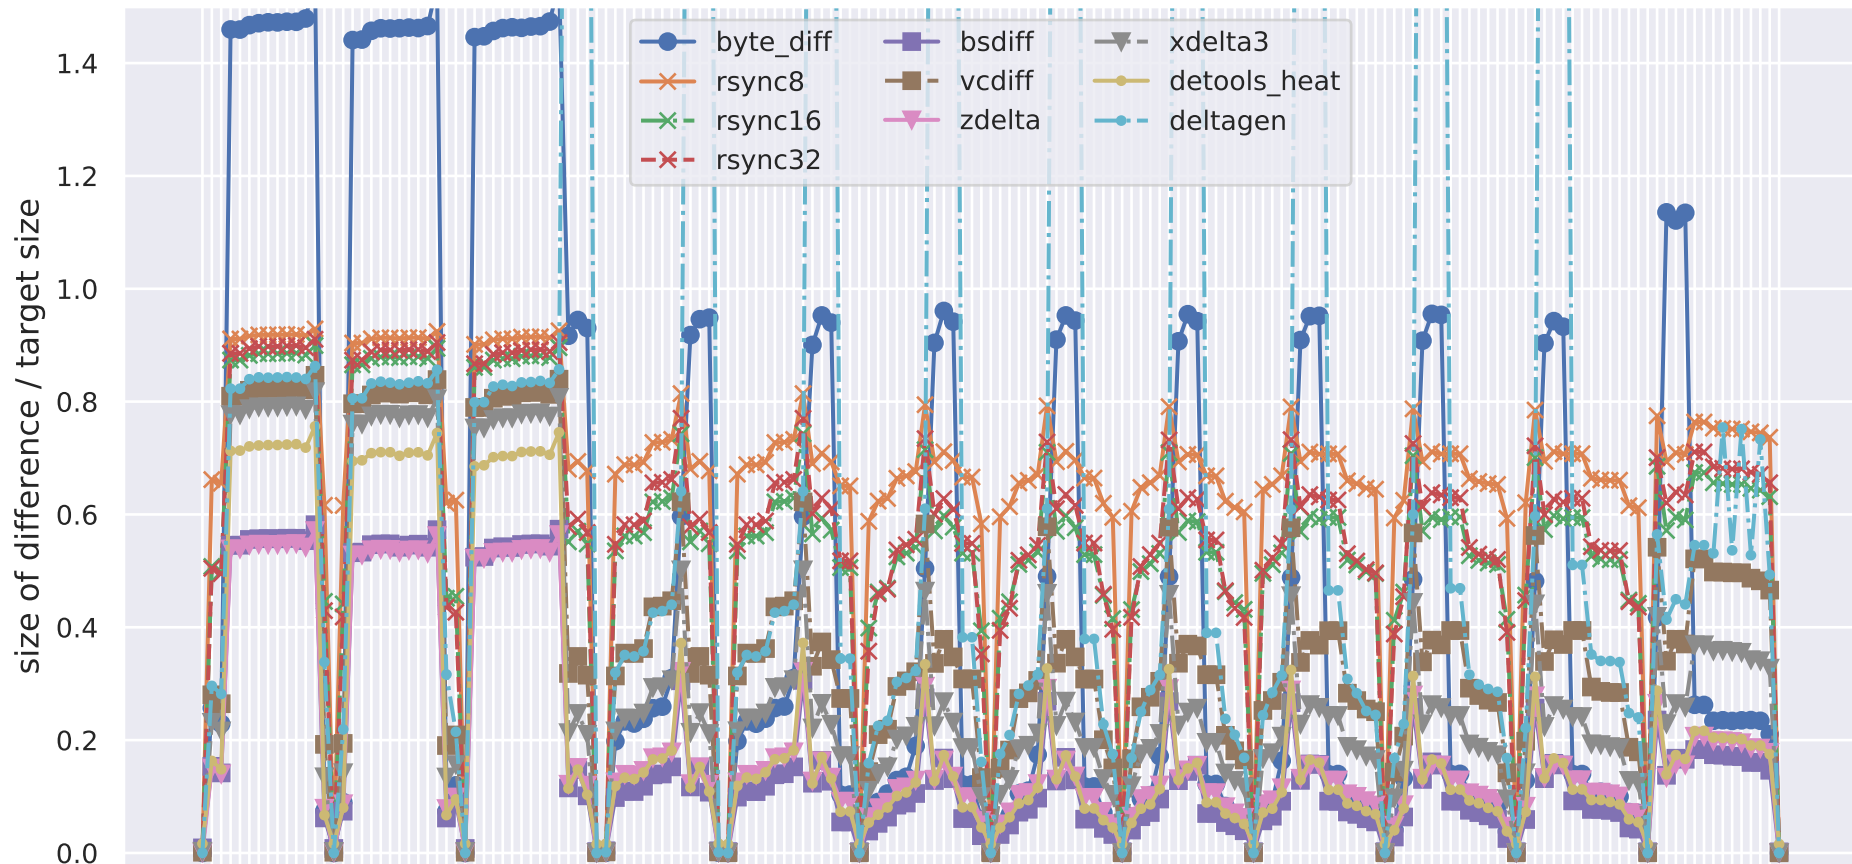 size of difference / target size
1.4
1.2
1.0
0.8
0.6
0.4
0.2
0.0
byte_diff
rsync8
rsync16
rsync32
bsdiff
vcdiff
zdelta
xdelta3
detools_heat
deltagen